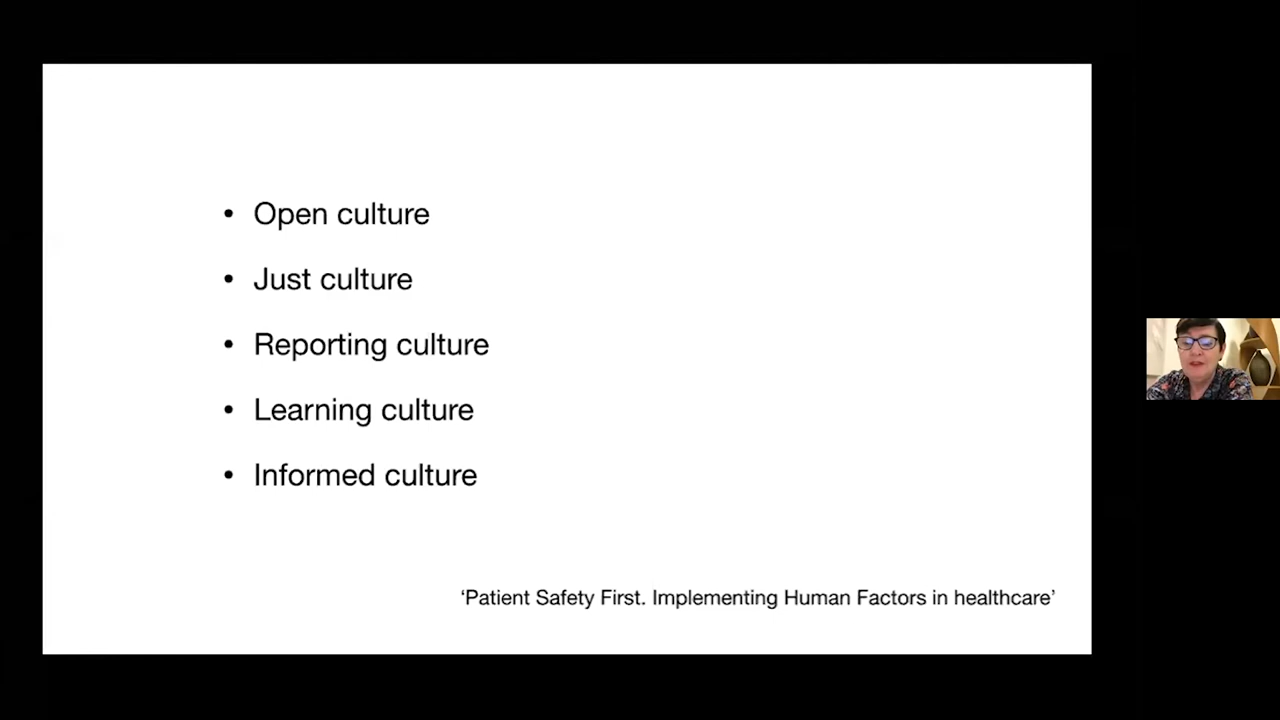 • Open culture
• Just culture
• Reporting culture
• Learning culture
• Informed culture
‘Patient Safety First. Implementing Human Factors in healthcare’